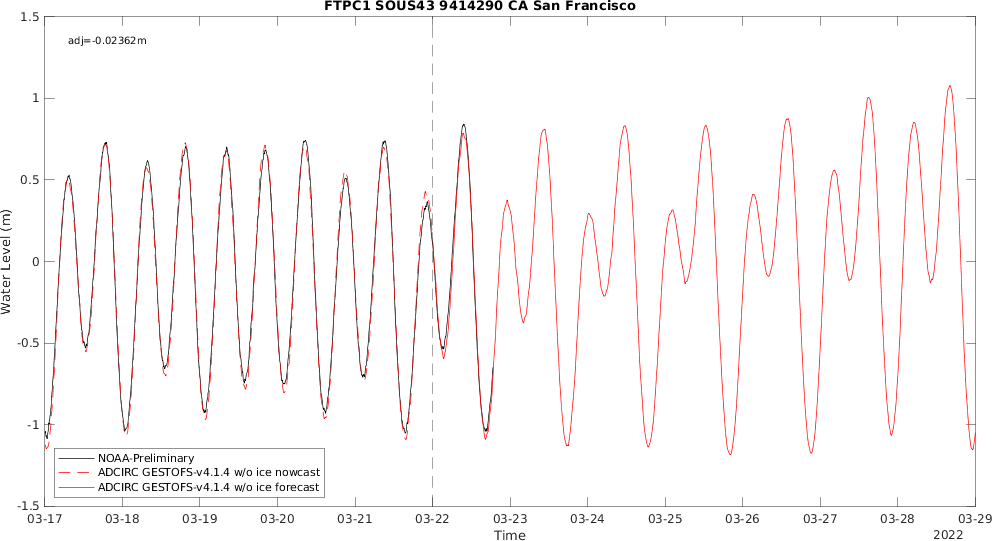 FTPC1 SOUS43 9414290 CA San Francisco
adj=-0.02362m
Water Level (m)
1.5
1
0.5
0
-0.5
-1
-1.5
NOAA-Preliminary
ADCIRC GESTOFS-v4.1.4 w/o ice nowcast
ADCIRC GESTOFS-v4.1.4 w/o ice forecast
03-17 03-18 03-19 03-20 03-21 03-22 03-23 03-24 03-25 03-26 03-27 03-28 03-29
Time
2022